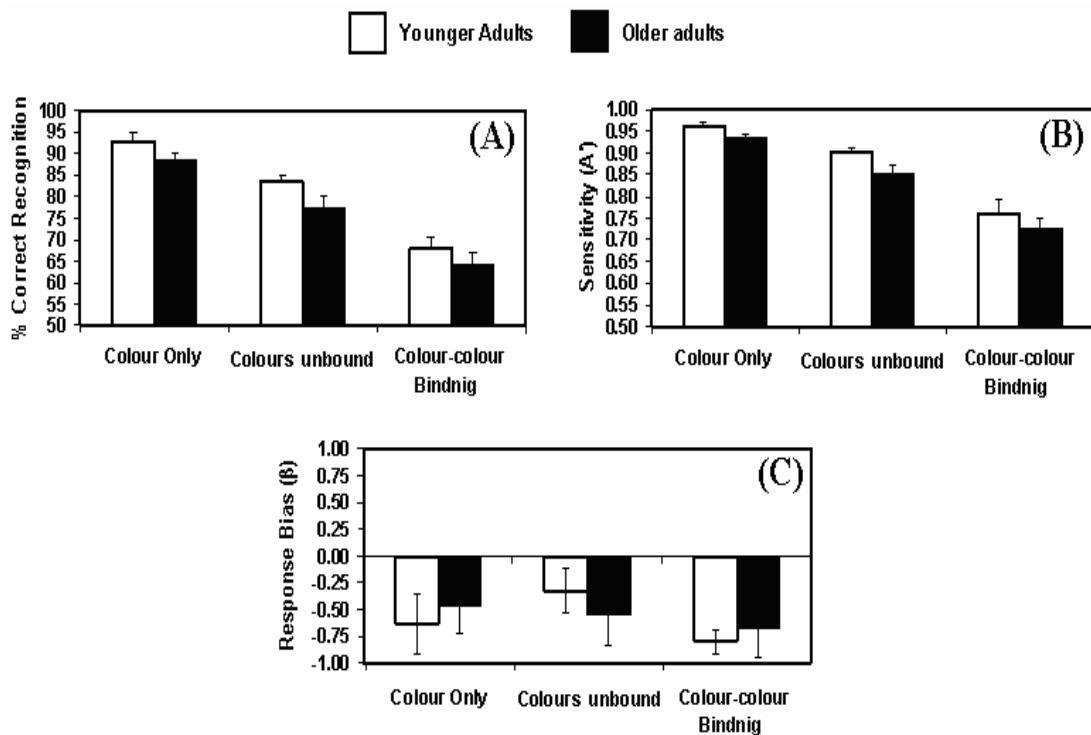 Younger Adults
Older adults
% Correct Recognition
100
95
90
85
80
75
70
65
60
55
50
(A)
Colour Only
Colours unbound
Colour-colour
Bindnig
Sensitivity (A')
1.00
0.95
0.90
0.85
0.80
0.75
0.70
0.65
0.60
0.55
0.50
(B)
Colour Only
Colours unbound
Colour-colour
Bindnig
Response Bias (β)
1.00
0.75
0.50
0.25
0.00
-0.25
-0.50
-0.75
-1.00
(C)
Colour Only
Colours unbound
Colour-colour
Bindnig